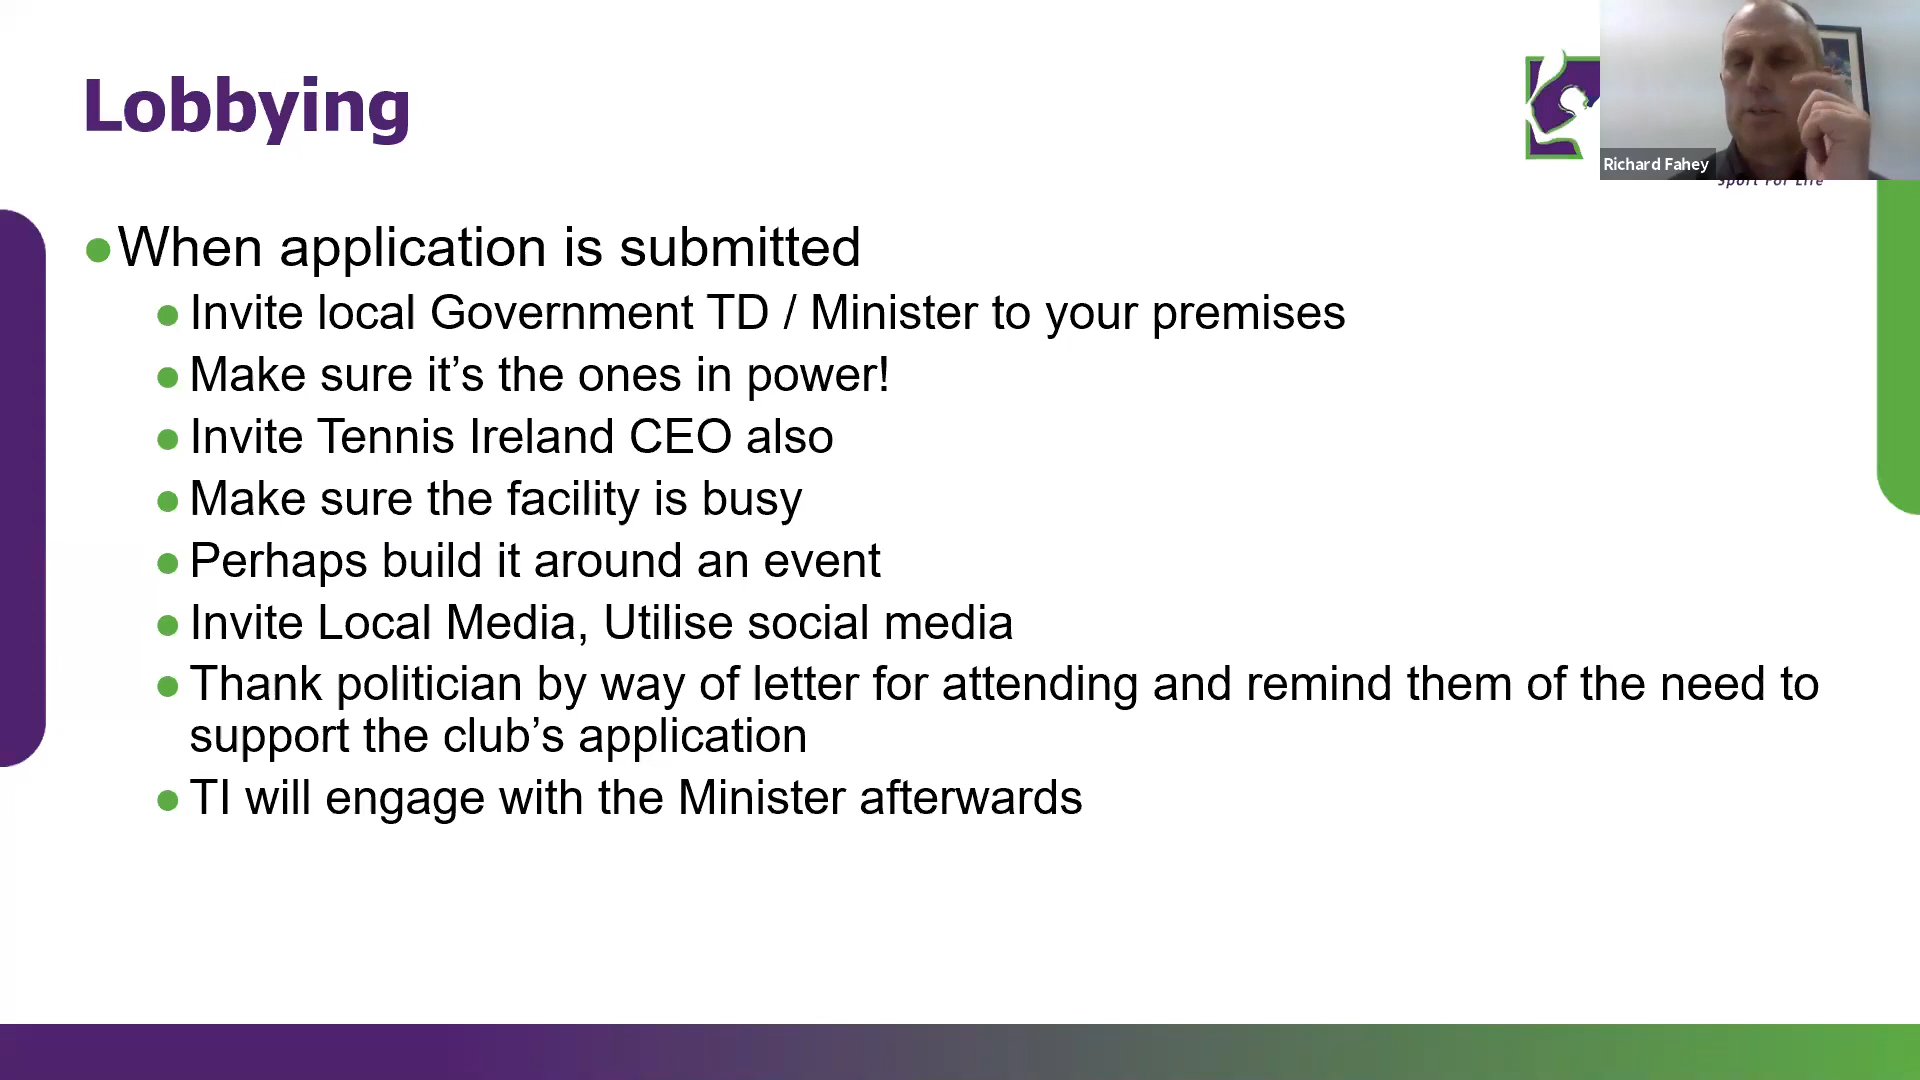 Lobbying
Richard Fahey
Sport For Life
When application is submitted
Invite local Government TD / Minister to your premises
Make sure it’s the ones in power!
Invite Tennis Ireland CEO also
Make sure the facility is busy
Perhaps build it around an event
Invite Local Media, Utilise social media
Thank politician by way of letter for attending and remind them of the need to
support the club’s application
TI will engage with the Minister afterwards